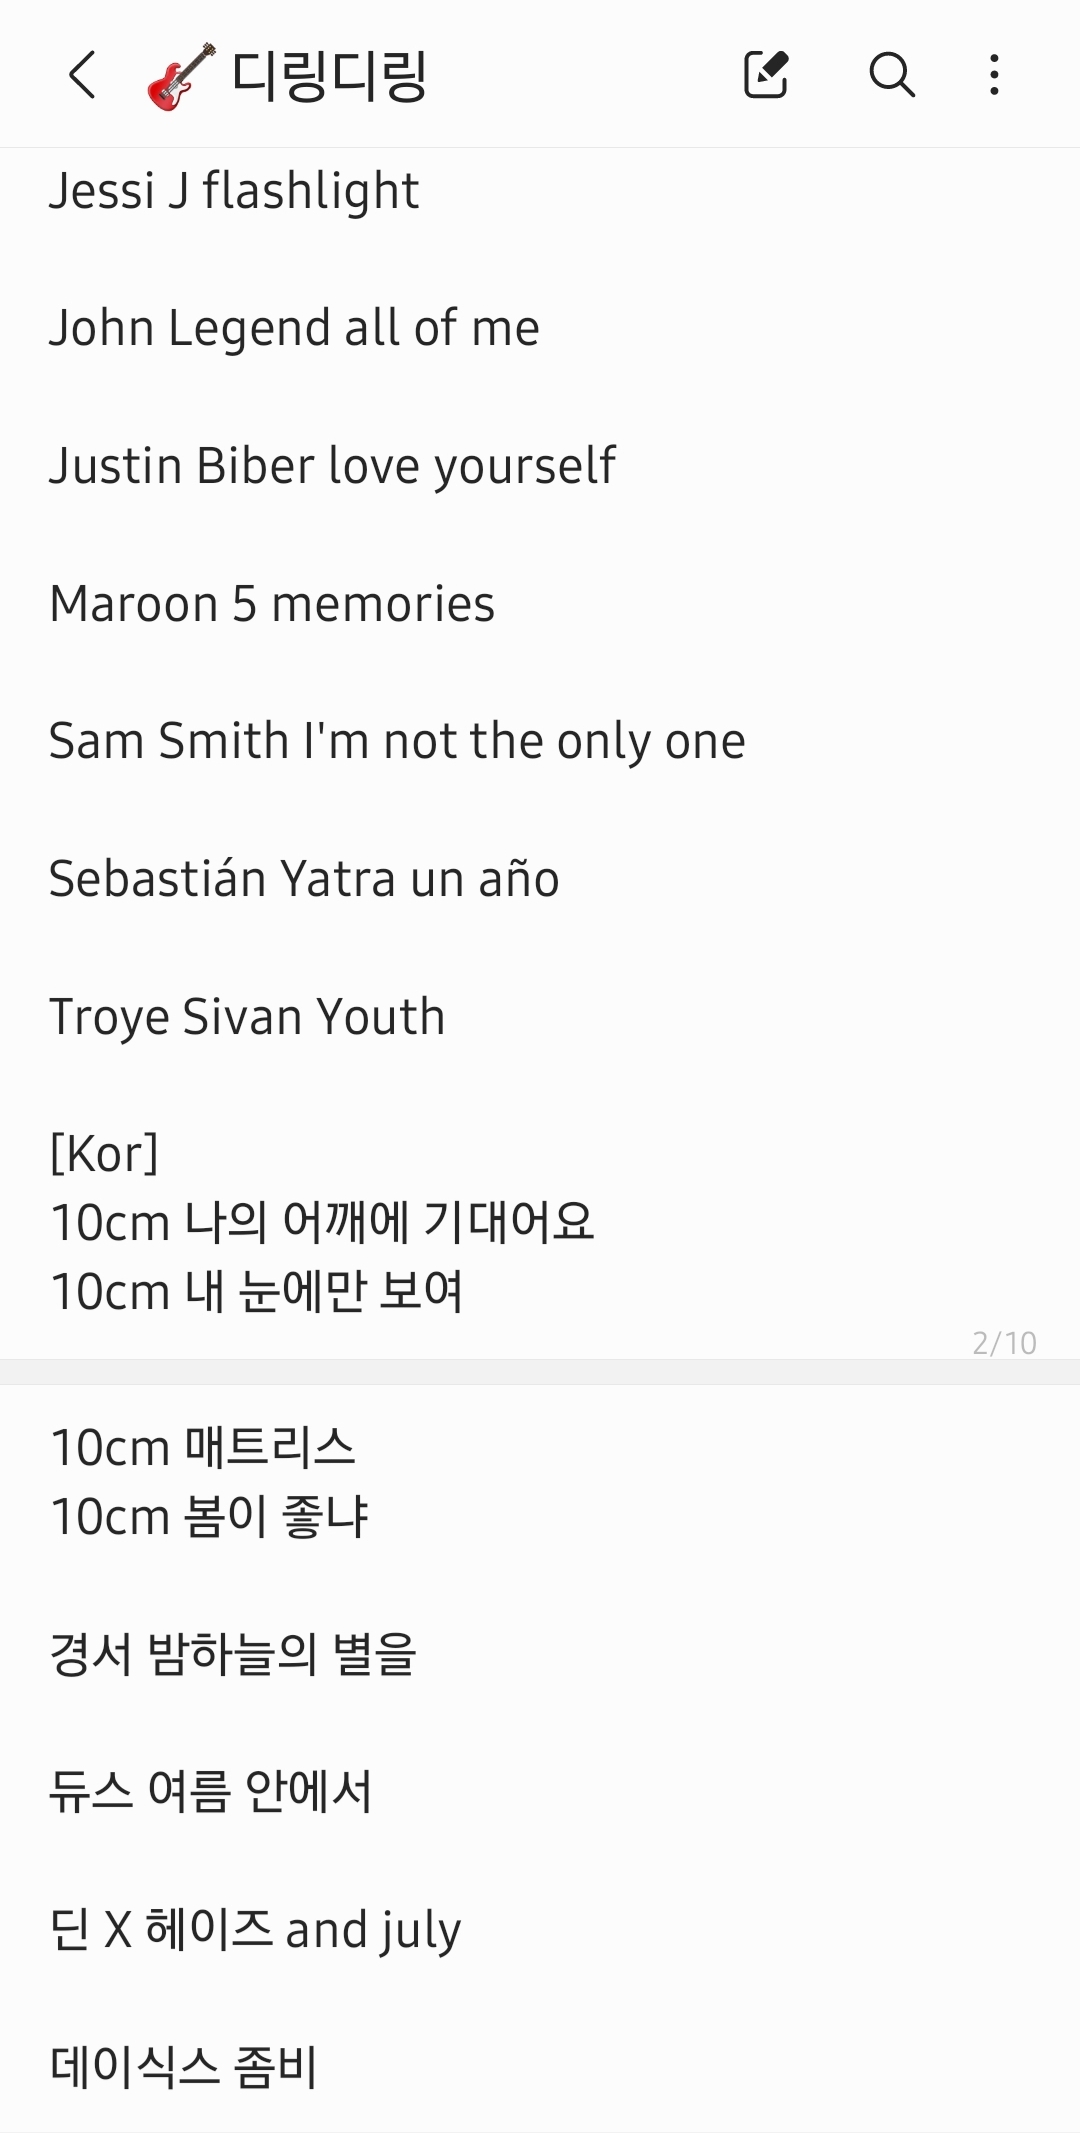 디링디링
Jessi J flashlight
John Legend all of me
Justin Biber love yourself
Maroon 5 memories
Sam Smith I'm not the only one
Sebastián Yatra un año
Troye Sivan Youth
[Kor]
10cm 나의 어깨에 기대어요
10cm 내 눈에만 보여
2/10
10cm 매트리스
10cm 봄이 좋냐
경서 밤하늘의 별을
듀스 여름 안에서
딘 X 헤이즈 and july
데이식스 좀비